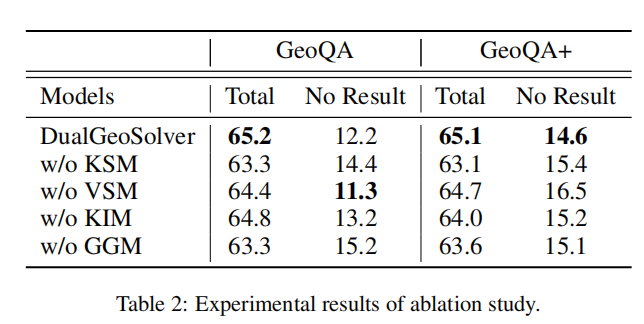 GeoQA GeoQA+
Models Total No Result Total No Result
DualGeoSolver 65.2 12.2 65.1 14.6
w/o KSM 63.3 14.4 63.1 15.4
w/o VSM 64.4 11.3 64.7 16.5
w/o KIM 64.8 13.2 64.0 15.2
w/o GGM 63.3 15.2 63.6 15.1
Table 2: Experimental results of ablation study.